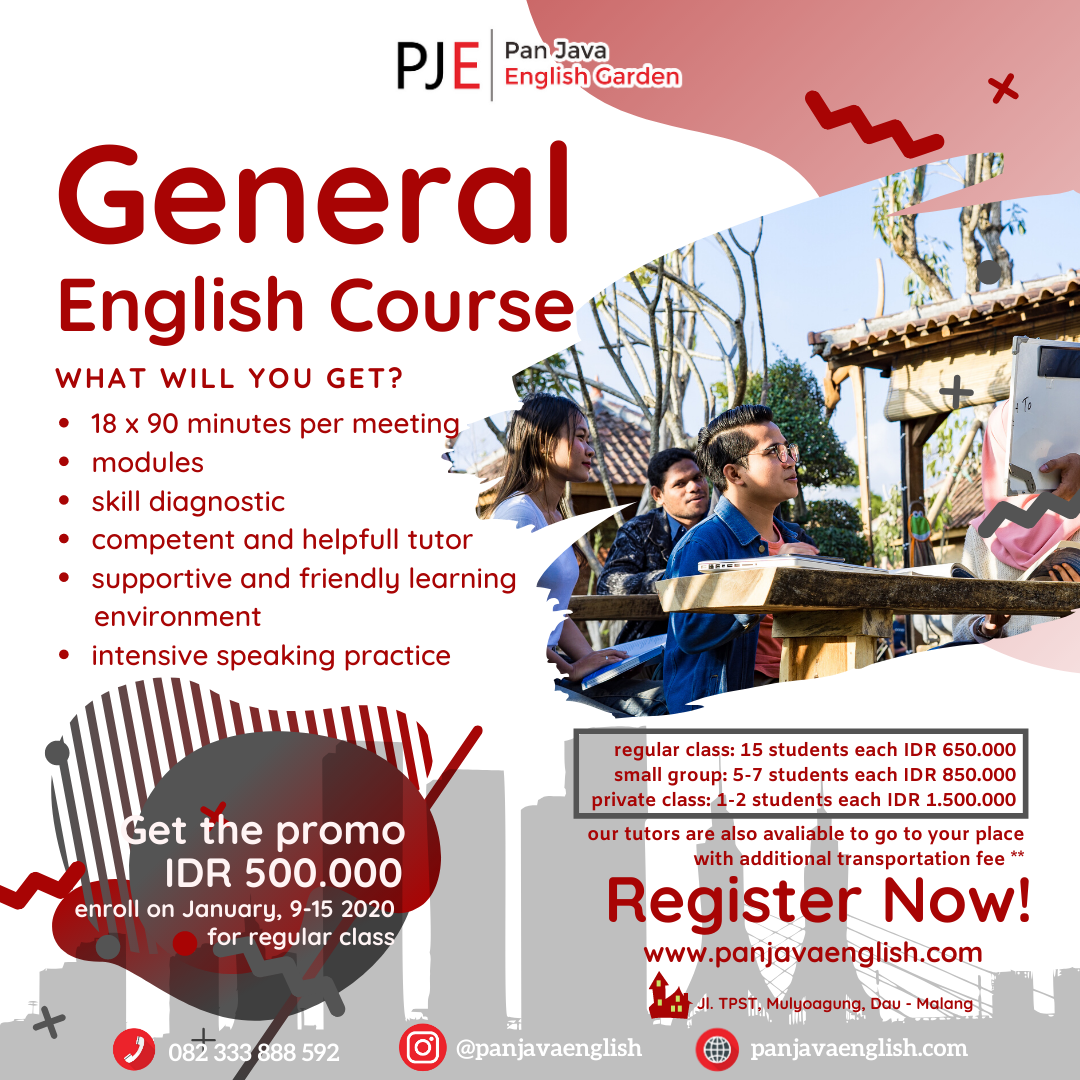 PJE
Pan Java
English Garden
General
English Course
WHAT WILL YOU GET?
• 18 x 90 minutes per meeting
• modules
• skill diagnostic
• competent and helpfull tutor
• supportive and friendly learning
environment
• intensive speaking practice
To
Get the promo
IDR 500.000
enroll on January, 9-15 2020
for regular class
regular class: 15 students each IDR 650.000
small group: 5-7 students each IDR 850.000
private class: 1-2 students each IDR 1.500.000
our tutors are also avaliable to go to your place
with additional transportation fee **
Register Now!
www.panjavaenglish.com
Jl. TPST, Mulyoagung, Dau - Malang
082 333 888 592
@panjavaenglish
panjavaenglish.com